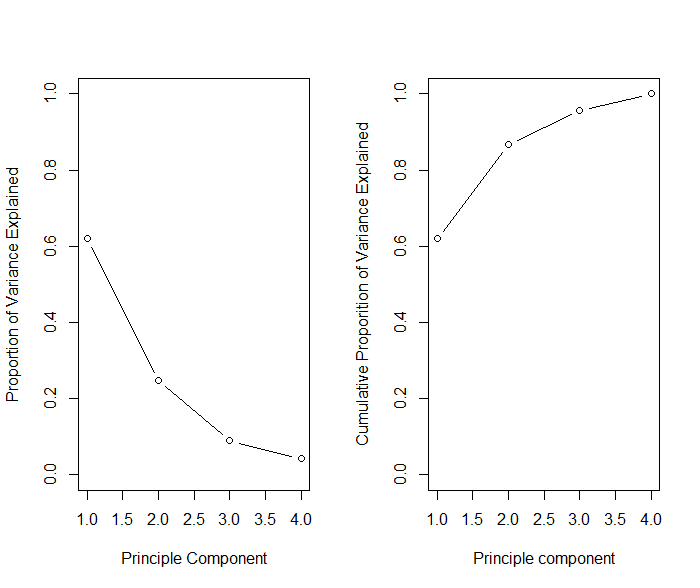 Proportion of Variance Explained
1.0
0.8
0.6
0.4
0.2
0.0
1.0 1.5 2.0 2.5 3.0 3.5 4.0
Principle Component
Cumulative Proporition of Variance Explained
1.0
0.8
0.6
0.4
0.2
0.0
1.0 1.5 2.0 2.5 3.0 3.5 4.0
Principle component